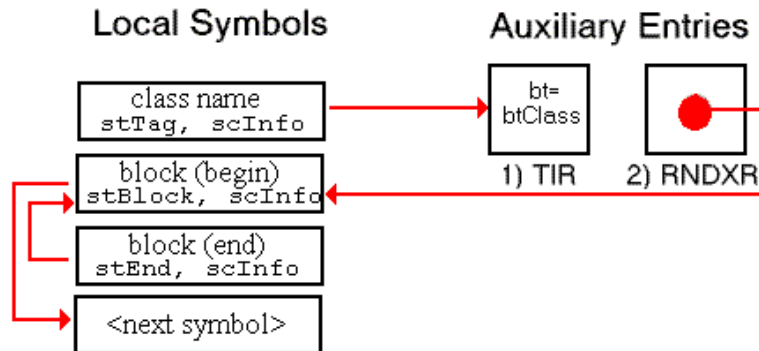 Local Symbols
Auxiliary Entries
class name
stTag, scInfo
bt=
btClass
1) TIR
2) RNDXR
block (begin)
stBlock, scInfo
block (end)
stEnd, scInfo
<next symbol>